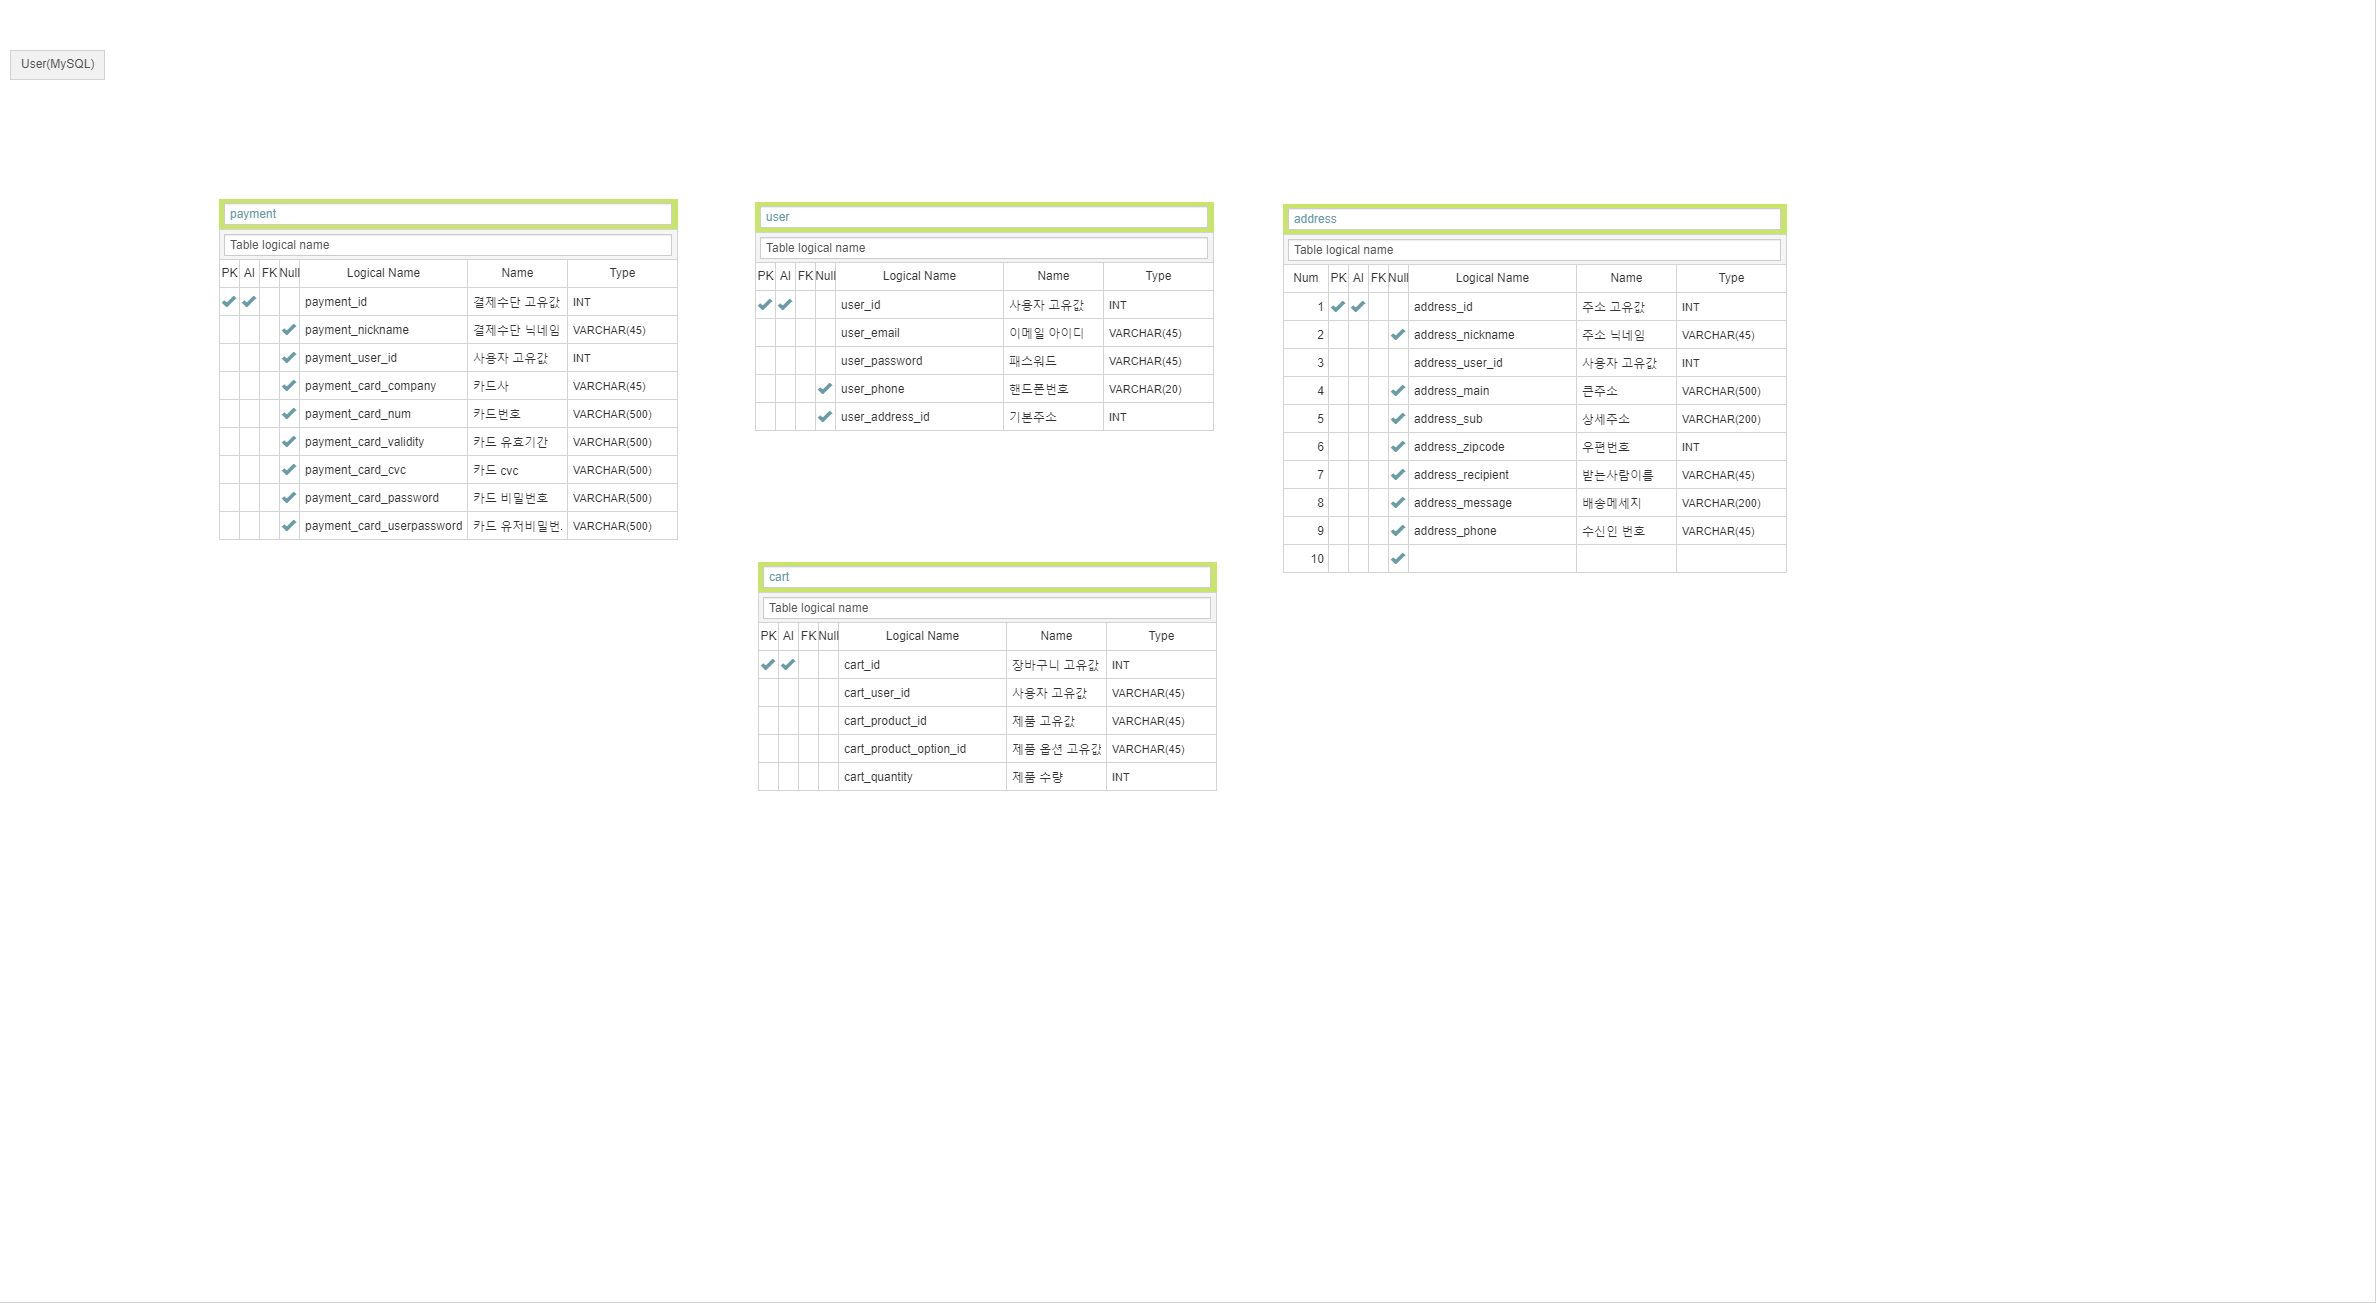 User(MySQL)
payment
Table logical name
PK AI FK Null Logical Name Name Type
payment_id 결제수단 고유값 INT
payment_nickname 결제수단 닉네임 VARCHAR(45)
payment_user_id 사용자 고유값 INT
payment_card_company 카드사 VARCHAR(45)
payment_card_num 카드번호 VARCHAR(500)
payment_card_validity 카드 유효기간 VARCHAR(500)
payment_card_cvc 카드 cvc VARCHAR(500)
payment_card_password 카드 비밀번호 VARCHAR(500)
payment_card_userpassword 카드 유저비밀번. VARCHAR(500)
user
Table logical name
PK AI FK Null Logical Name Name Type
user_id 사용자 고유값 INT
user_email 이메일 아이디 VARCHAR(45)
user_password 패스워드 VARCHAR(45)
user_phone 핸드폰번호 VARCHAR(20)
user_address_id 기본주소 INT
address
Table logical name
Num PK AI FK Null Logical Name Name Type
1 address_id 주소 고유값 INT
2 address_nickname 주소 닉네임 VARCHAR(45)
3 address_user_id 사용자 고유값 INT
4 address_main 큰주소 VARCHAR(500)
5 address_sub 상세주소 VARCHAR(200)
6 address_zipcode 우편번호 INT
7 address_recipient 받는사람이름 VARCHAR(45)
8 address_message 배송메세지 VARCHAR(200)
9 address_phone 수신인 번호 VARCHAR(45)
10
cart
Table logical name
PK AI FK Null Logical Name Name Type
cart_id 장바구니 고유값 INT
cart_user_id 사용자 고유값 VARCHAR(45)
cart_product_id 제품 고유값 VARCHAR(45)
cart_product_option_id 제품 옵션 고유값 VARCHAR(45)
cart_quantity 제품 수량 INT